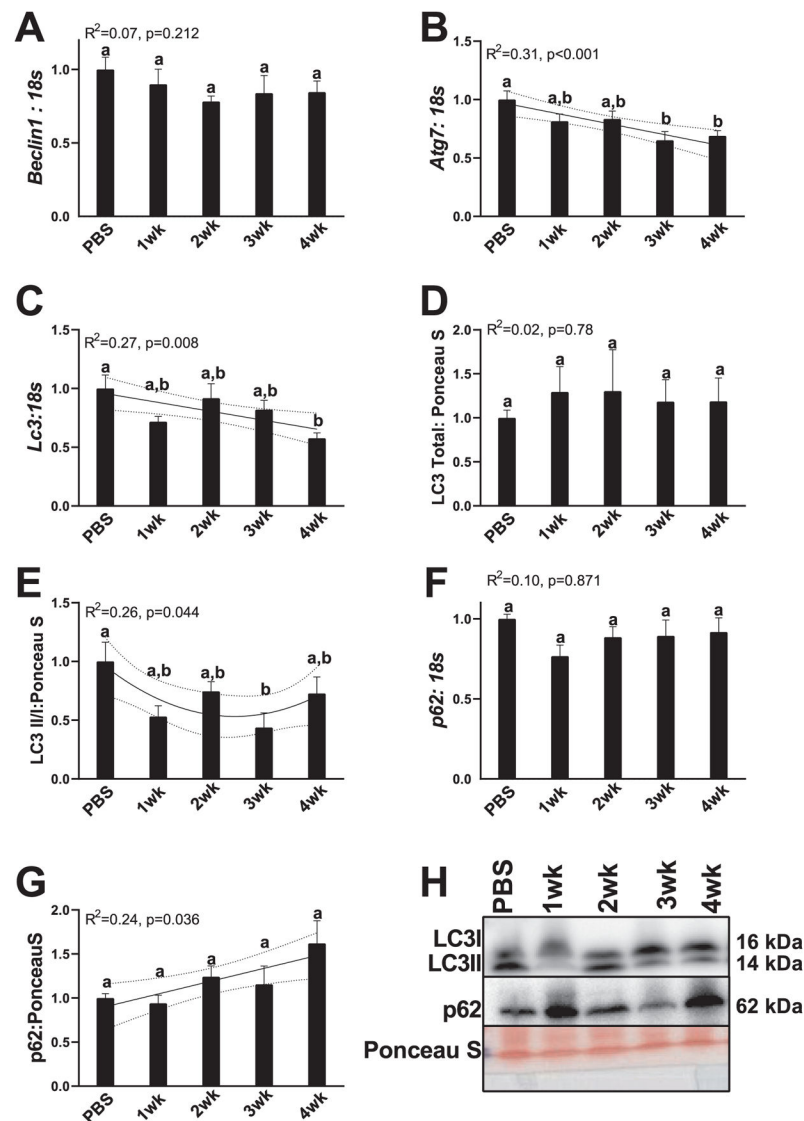 A
R²=0.07, p=0.212
a a a a a
Beclin1 : 18s
1.0
0.5
0.0
PBS 1wk 2wk 3wk 4wk
B
R²=0.31, p<0.001
a a,b a,b b b
Atg7: 18s
1.5
1.0
0.5
0.0
PBS 1wk 2wk 3wk 4wk
C
R²=0.27, p=0.008
a a,b a,b a,b b
Lc3:18s
1.5
1.0
0.5
0.0
PBS 1wk 2wk 3wk 4wk
D
R²=0.02, p=0.78
a a a a a
LC3 Total: Ponceau S
2.0
1.5
1.0
0.5
0.0
PBS 1wk 2wk 3wk 4wk
E
R²=0.26, p=0.044
a a,b a,b b a,b
LC3 II/I:Ponceau S
1.5
1.0
0.5
0.0
PBS 1wk 2wk 3wk 4wk
F
R²=0.10, p=0.871
a a a a a
p62: 18s
1.0
0.5
0.0
PBS 1wk 2wk 3wk 4wk
G
R²=0.24, p=0.036
a a a a a
p62:PonceauS
2.0
1.5
1.0
0.5
0.0
PBS 1wk 2wk 3wk 4wk
H
PBS 1wk 2wk 3wk 4wk
LC3I 16 kDa
LC3II 14 kDa
p62 62 kDa
Ponceau S